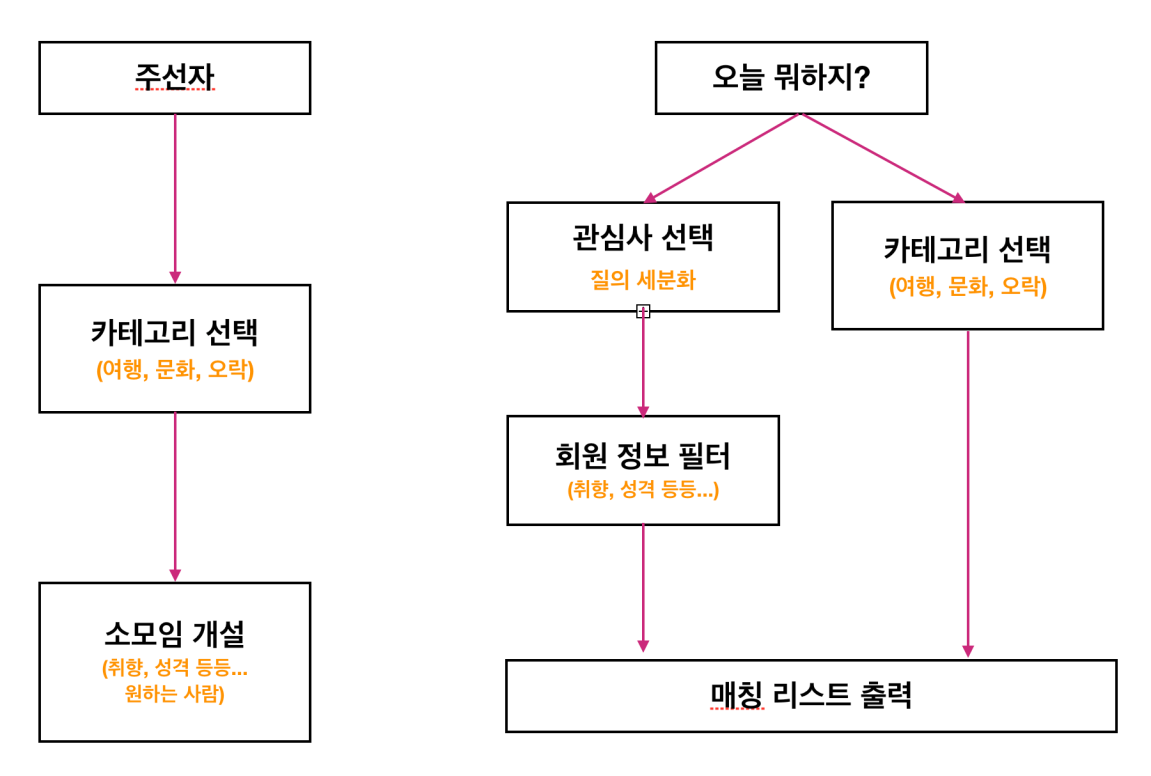 주선자
카테고리 선택
(여행, 문화, 오락)
소모임 개설
(취향, 성격 등등...
원하는 사람)
오늘 뭐하지?
관심사 선택
질의 세분화
카테고리 선택
(여행, 문화, 오락)
회원 정보 필터
(취향, 성격 등등...)
매칭 리스트 출력